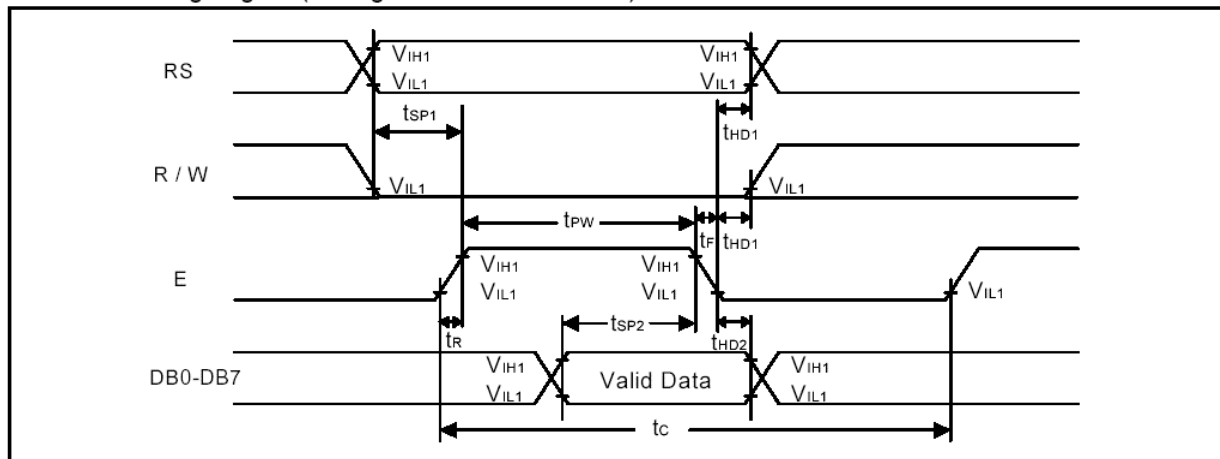 RS
VIH1
VIH1
VIL1
VIL1
tSP1
tHD1
R / W
VIL1
VIL1
tPW
tF
tHD1
E
VIH1
VIH1
VIL1
VIL1
VIL1
tR
tSP2
tHD2
DB0-DB7
VIH1
VIL1
Valid Data
VIH1
VIL1
tC